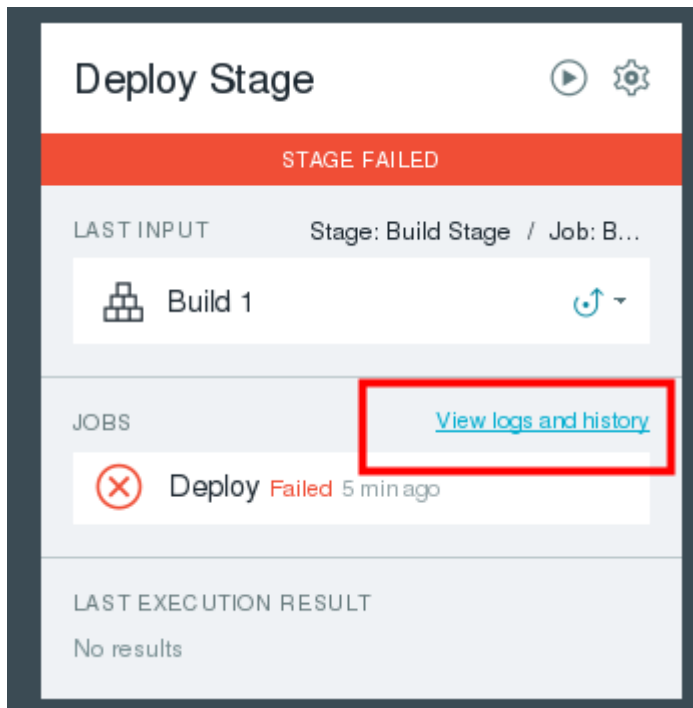 Deploy Stage
STAGE FAILED
LAST INPUT Stage: Build Stage / Job: B...
Build 1
JOBS View logs and history
Deploy Failed 5 min ago
LAST EXECUTION RESULT
No results